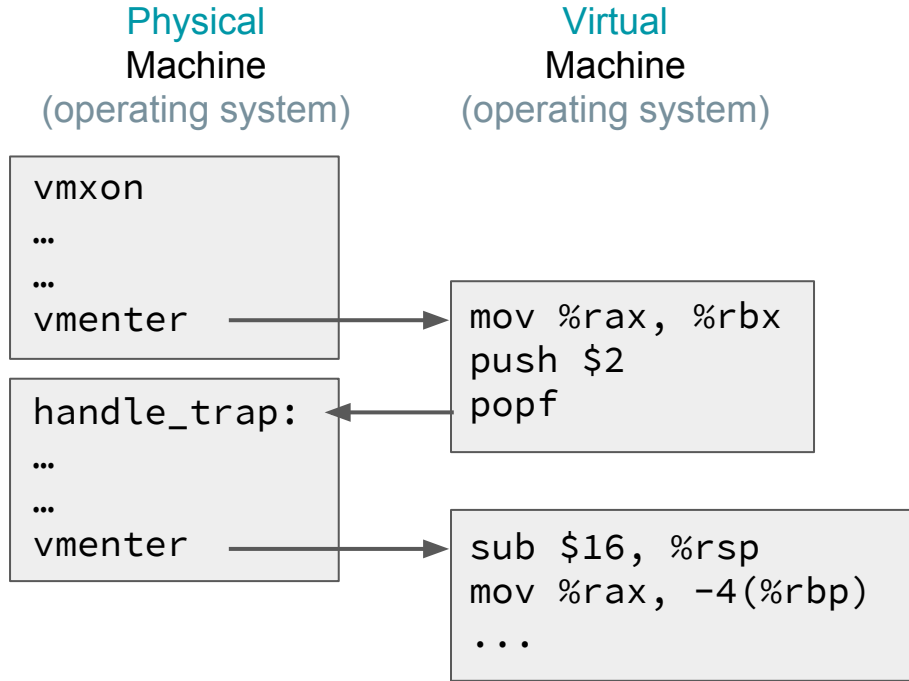 Physical
Machine
(operating system)
Virtual
Machine
(operating system)
vmxon
…
…
vmenter
mov %rax, %rbx
push $2
popf
handle_trap:
…
…
vmenter
sub $16, %rsp
mov %rax, -4(%rbp)
...